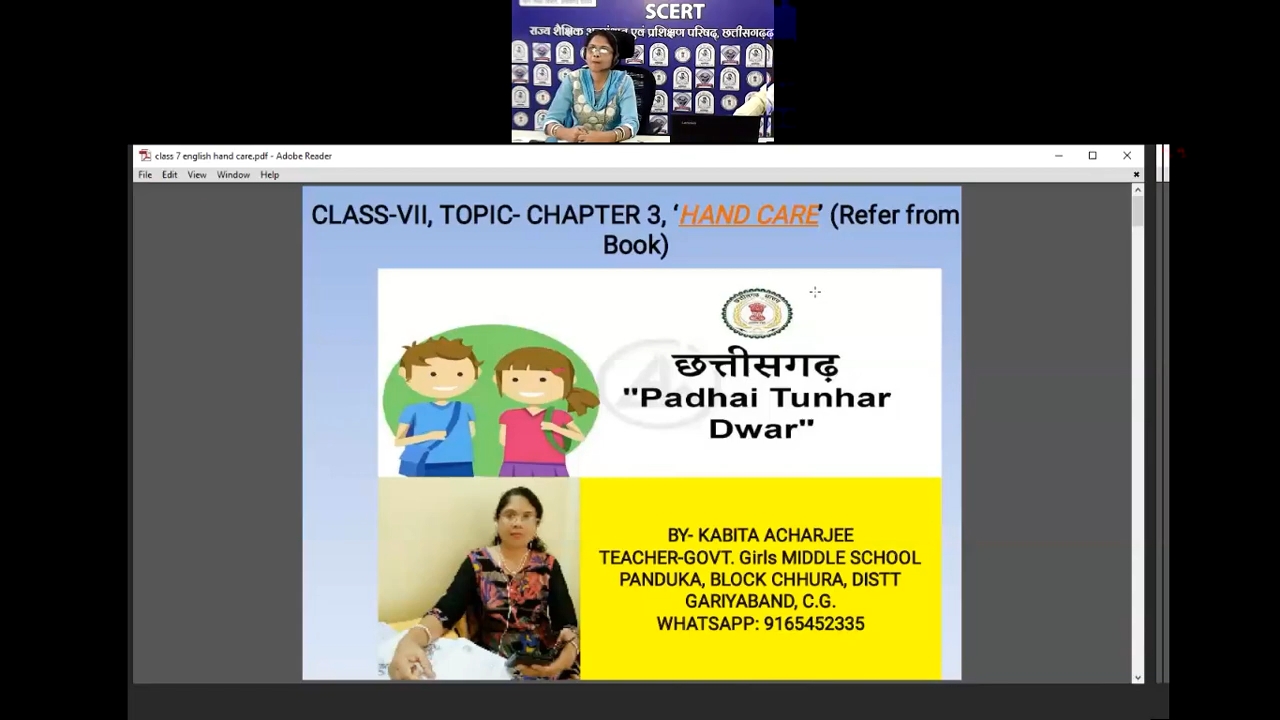 SCERT
राज्य शैक्षिक अनुसंधान एवं प्रशिक्षण परिषद, छत्तीसगढ़
class 7 english hand care.pdf - Adobe Reader
File Edit View Window Help
CLASS-VII, TOPIC- CHAPTER 3, ‘HAND CARE’ (Refer from
Book)
छत्तीसगढ़
"Padhai Tunhar
Dwar"
BY- KABITA ACHARJEE
TEACHER-GOVT. Girls MIDDLE SCHOOL
PANDUKA, BLOCK CHHURA, DISTT
GARIYABAND, C.G.
WHATSAPP: 9165452335